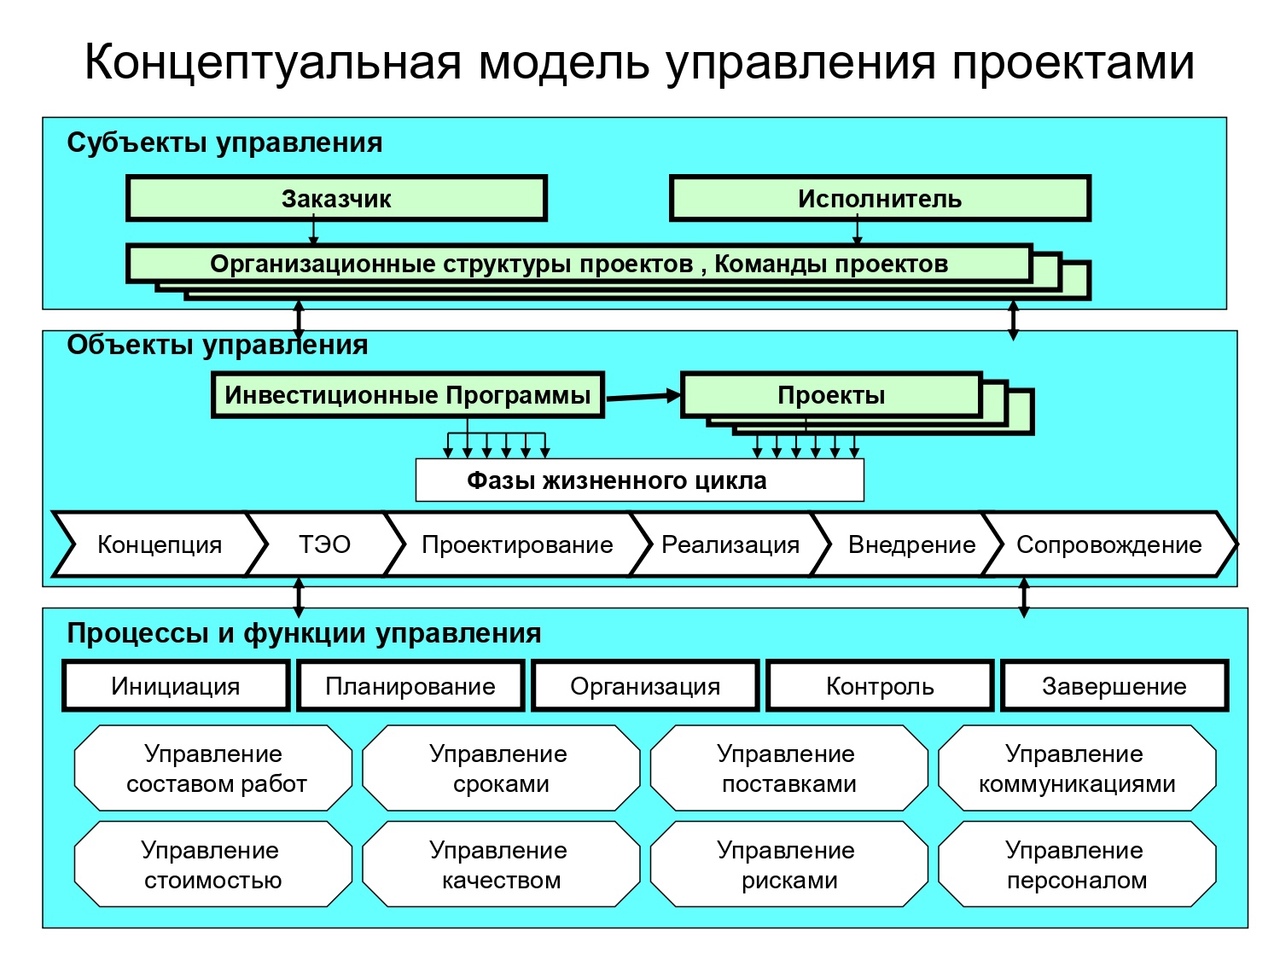 Концептуальная модель управления проектами
Субъекты управления
Заказчик
Исполнитель
Организационные структуры проектов , Команды проектов
Объекты управления
Инвестиционные Программы
Проекты
Фазы жизненного цикла
Концепция
ТЭО
Проектирование
Реализация
Внедрение
Сопровождение
Процессы и функции управления
Инициация
Планирование
Организация
Контроль
Завершение
Управление
составом работ
Управление
сроками
Управление
поставками
Управление
коммуникациями
Управление
стоимостью
Управление
качеством
Управление
рисками
Управление
персоналом